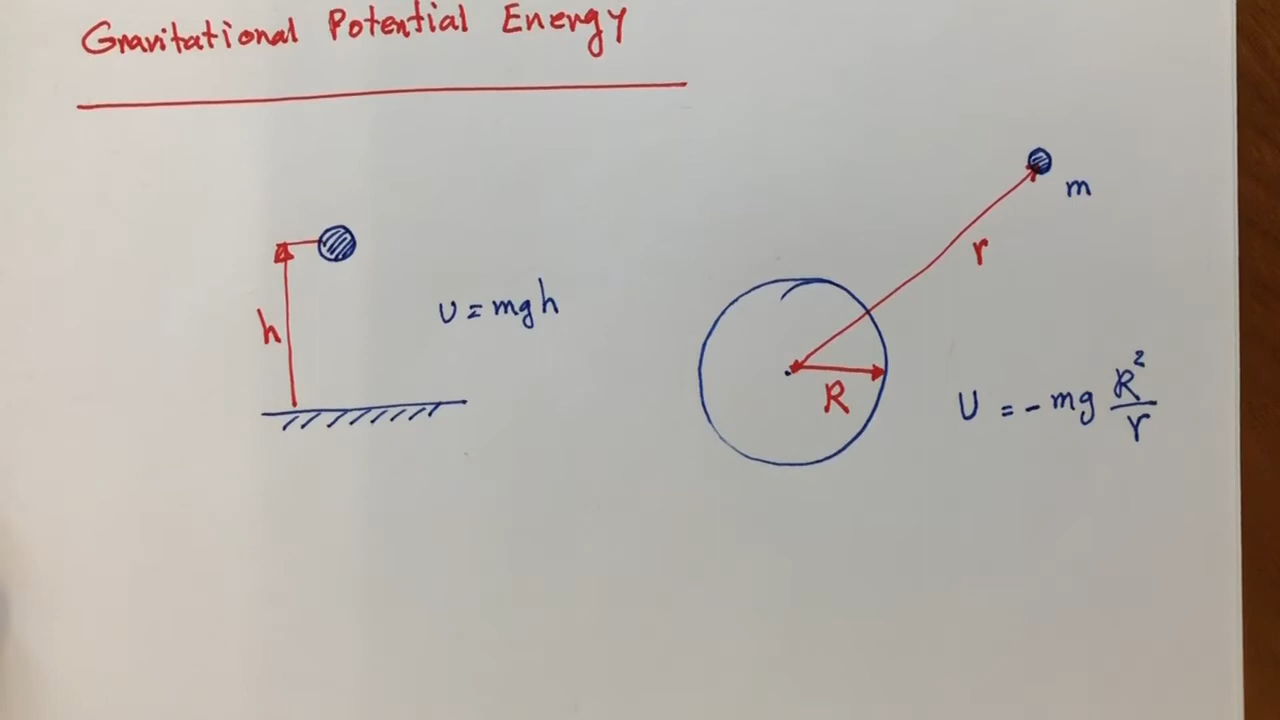 Gravitational Potential Energy
h
U = mgh
m
r
R
U = - mg R²/r